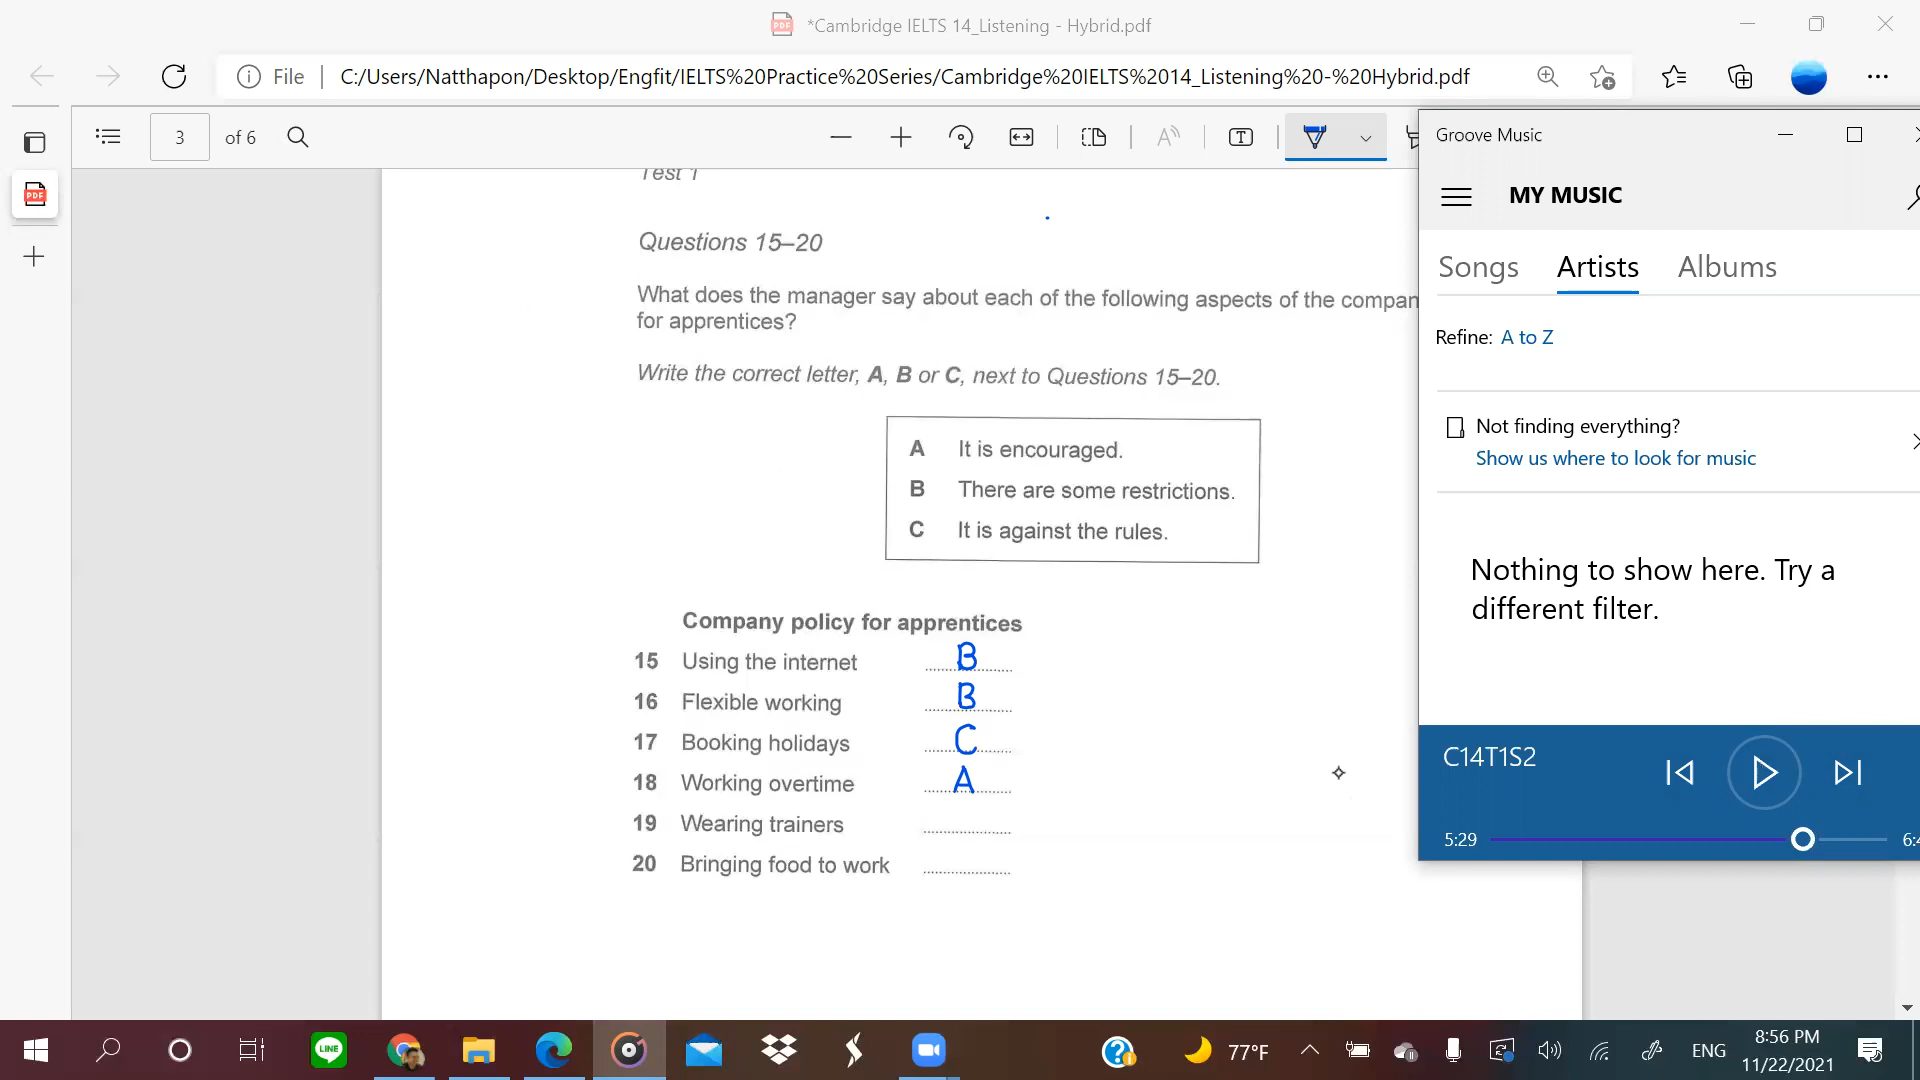 *Cambridge IELTS 14_Listening - Hybrid.pdf
File | C:/Users/Natthapon/Desktop/Engfit/IELTS%20Practice%20Series/Cambridge%20IELTS%2014_Listening%20-%20Hybrid.pdf
3 of 6
Test 1
Questions 15–20
What does the manager say about each of the following aspects of the compan
for apprentices?
Write the correct letter, A, B or C, next to Questions 15–20.
A It is encouraged.
B There are some restrictions.
C It is against the rules.
Company policy for apprentices
15 Using the internet B
16 Flexible working B
17 Booking holidays C
18 Working overtime A
19 Wearing trainers
20 Bringing food to work
Groove Music
MY MUSIC
Songs Artists Albums
Refine: A to Z
Not finding everything?
Show us where to look for music
Nothing to show here. Try a
different filter.
C14T1S2
5:29
LINE
77°F
ENG
8:56 PM
11/22/2021